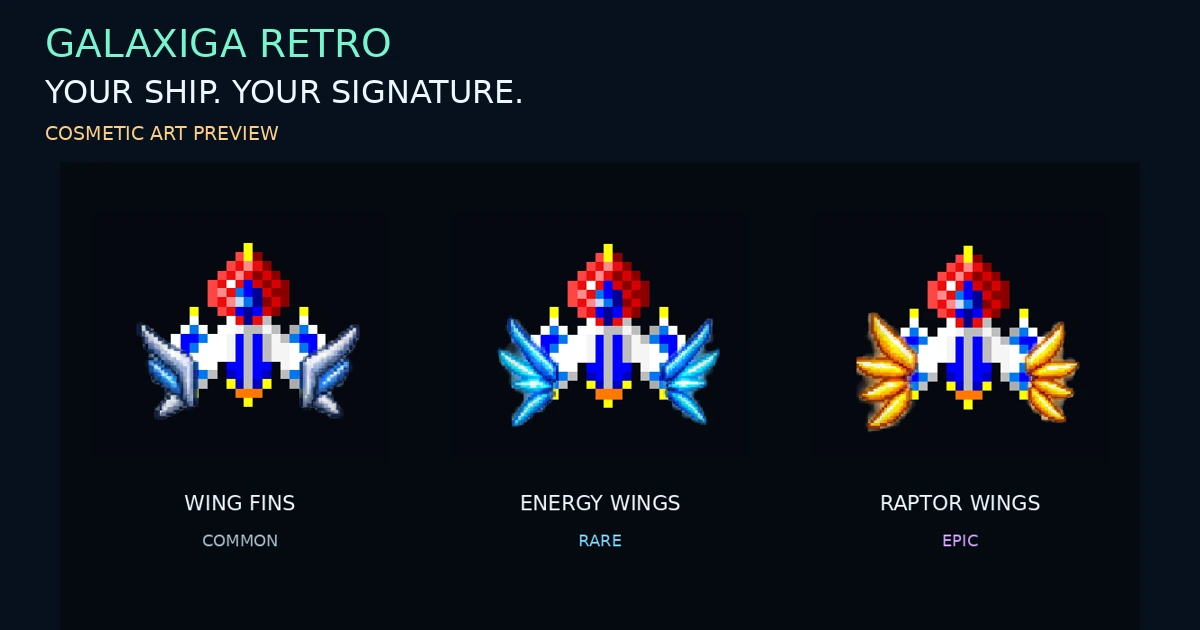 GALAXIGA RETRO
YOUR SHIP. YOUR SIGNATURE.
COSMETIC ART PREVIEW
WING FINS
COMMON
ENERGY WINGS
RARE
RAPTOR WINGS
EPIC